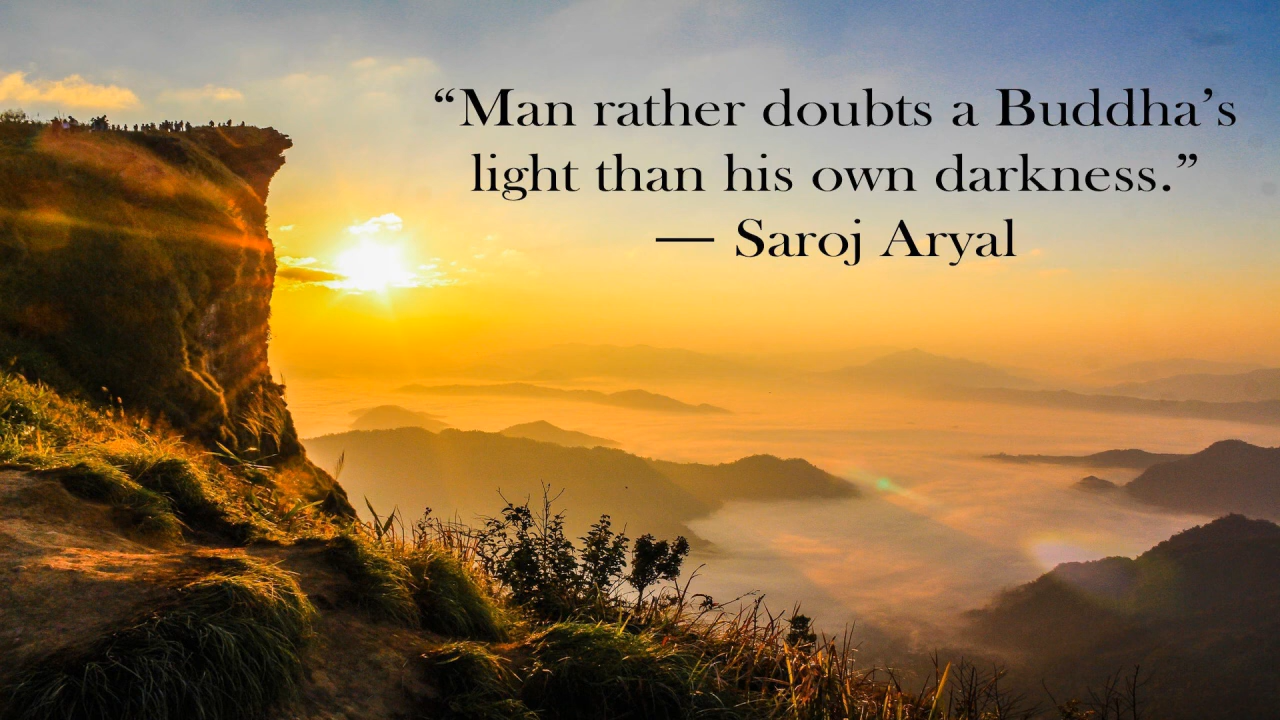 “Man rather doubts a Buddha’s
light than his own darkness.”
— Saroj Aryal